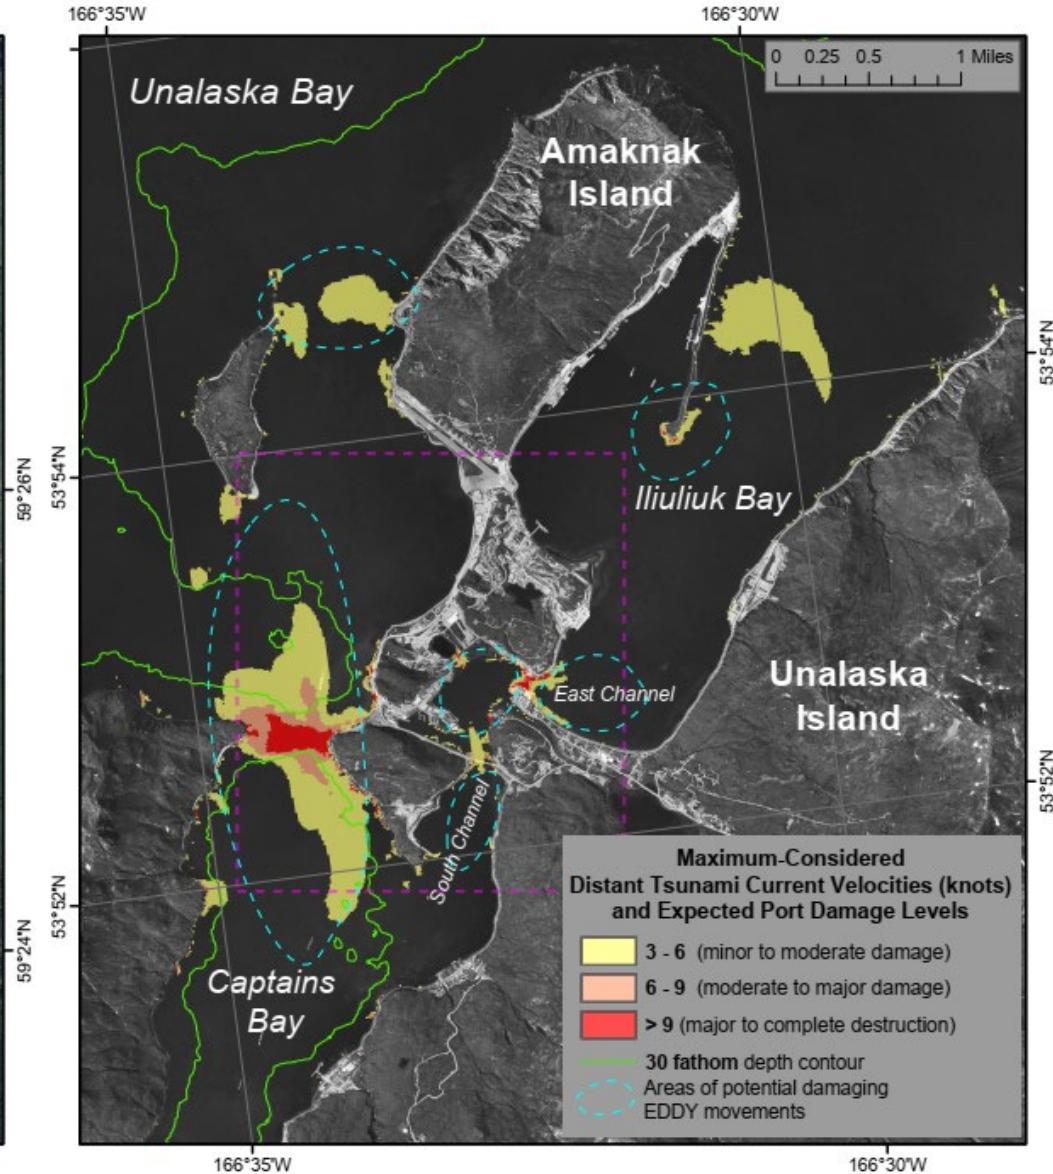 166°35'W
166°30'W
0 0.25 0.5 1 Miles
Unalaska Bay
Amaknak
Island
53°54'N
59°26'N
53°54'N
Iliuliuk Bay
East Channel
Unalaska
Island
53°52'N
South Channel
53°52'N
59°24'N
Captains
Bay
Maximum-Considered
Distant Tsunami Current Velocities (knots)
and Expected Port Damage Levels
3 - 6 (minor to moderate damage)
6 - 9 (moderate to major damage)
> 9 (major to complete destruction)
30 fathom depth contour
Areas of potential damaging
EDDY movements
166°35'W
166°30'W